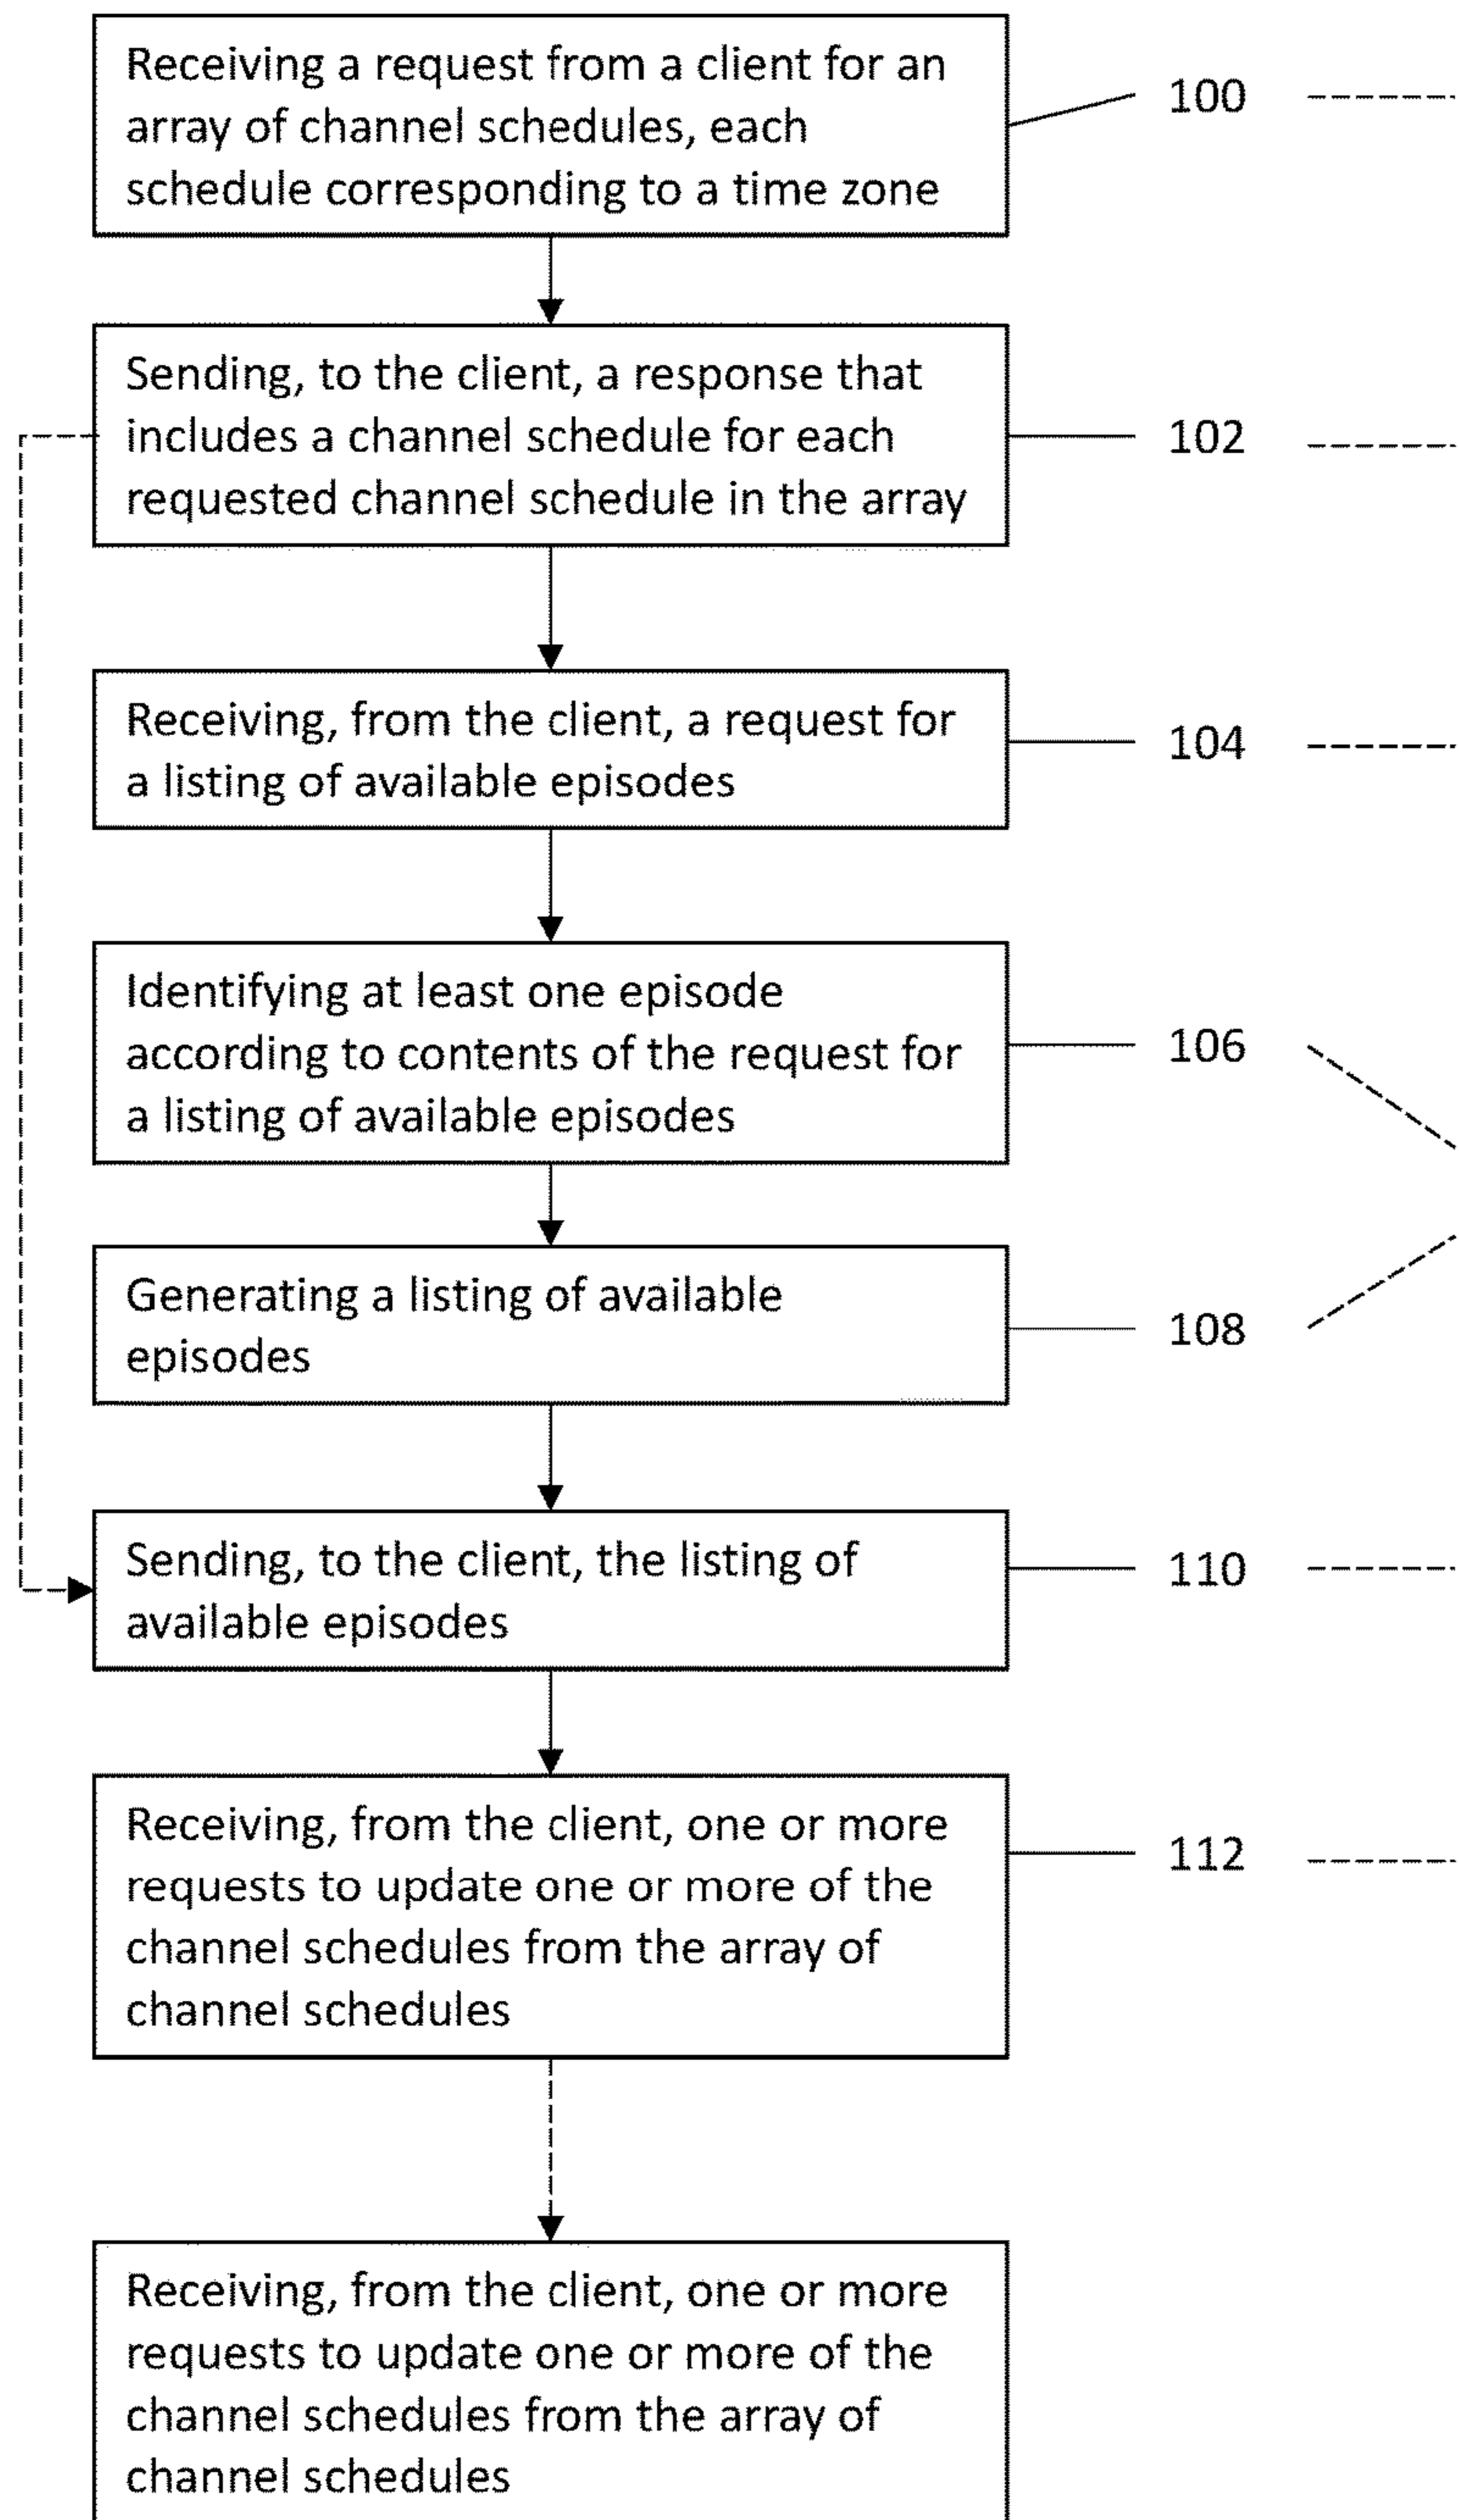 Receiving a request from a client for an
array of channel schedules, each
schedule corresponding to a time zone
100
Sending, to the client, a response that
includes a channel schedule for each
requested channel schedule in the array
102
Receiving, from the client, a request for
a listing of available episodes
104
Identifying at least one episode
according to contents of the request for
a listing of available episodes
106
Generating a listing of available
episodes
108
Sending, to the client, the listing of
available episodes
110
Receiving, from the client, one or more
requests to update one or more of the
channel schedules from the array of
channel schedules
112
Receiving, from the client, one or more
requests to update one or more of the
channel schedules from the array of
channel schedules